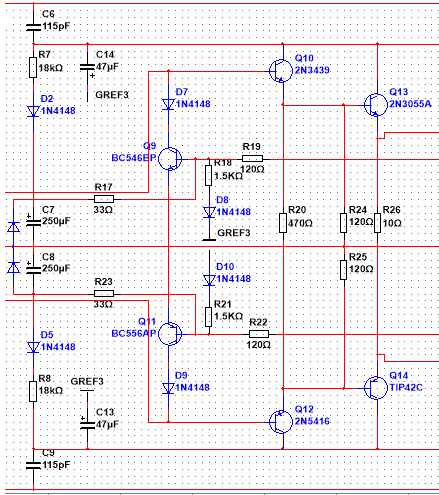 C6
115pF
R7
18kΩ
C14
47µF
D2
1N4148
GREF3
D7
1N4148
Q10
2N3439
Q13
2N3055A
Q9
BC546BP
R19
120Ω
R18
1.5KΩ
R17
33Ω
D8
1N4148
GREF3
C7
250µF
R20
470Ω
R24
120Ω
R26
10Ω
C8
250µF
D10
1N4148
R25
120Ω
R23
33Ω
R21
1.5KΩ
Q11
BC556AP
R22
120Ω
D5
1N4148
D9
1N4148
R8
18kΩ
GREF3
C13
47µF
Q12
2N5416
Q14
TIP42C
C9
115pF